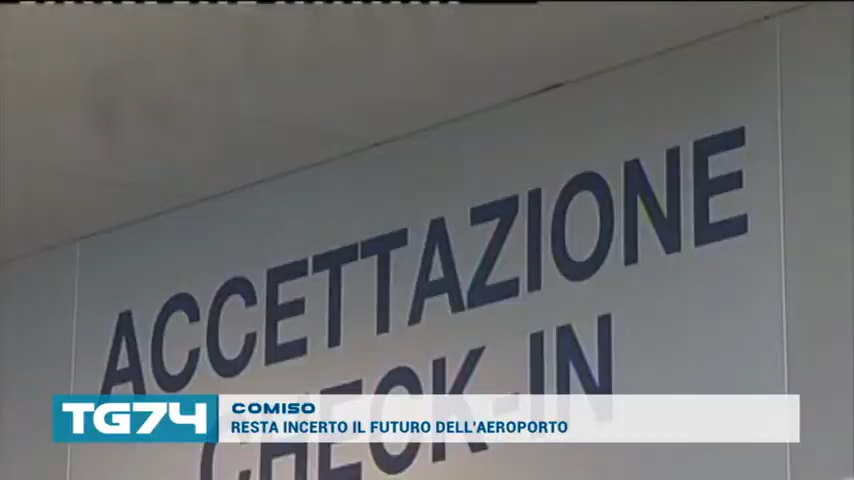 ACCETTAZIONE
CHECK-IN
TG74
COMISO
RESTA INCERTO IL FUTURO DELL'AEROPORTO